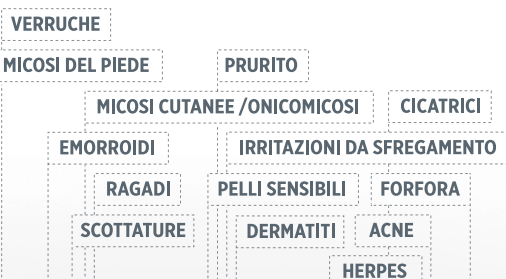 VERRUCHE
MICOSI DEL PIEDE
PRURITO
MICOSI CUTANEE /ONICOMICOSI
CICATRICI
EMORROIDI
IRRITAZIONI DA SFREGAMENTO
RAGADI
PELLI SENSIBILI
FORFORA
SCOTTATURE
DERMATITI
ACNE
HERPES